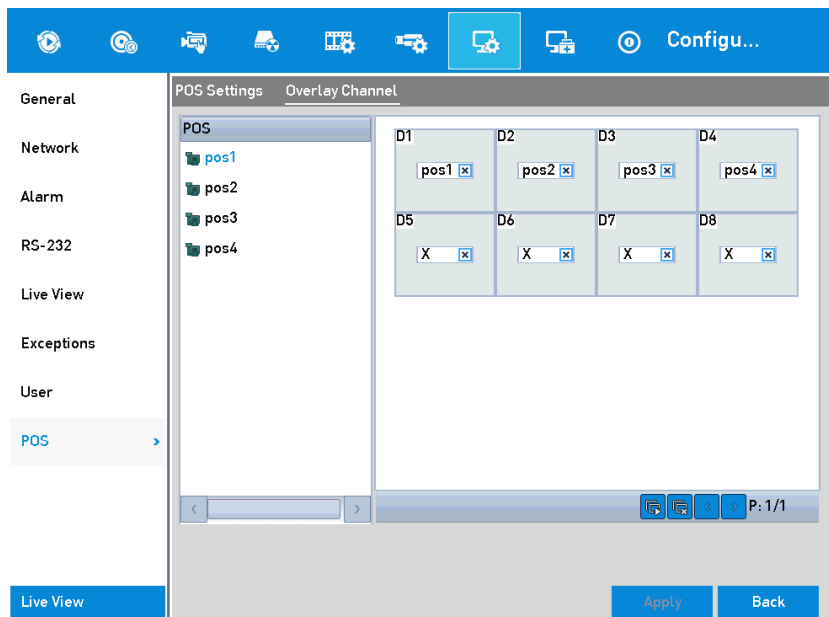 Configu...
General
Network
Alarm
RS-232
Live View
Exceptions
User
POS
Live View
POS Settings Overlay Channel
POS
pos1
pos2
pos3
pos4
D1 D2 D3 D4
pos1 pos2 pos3 pos4
D5 D6 D7 D8
X X X X
P: 1/1
Apply Back